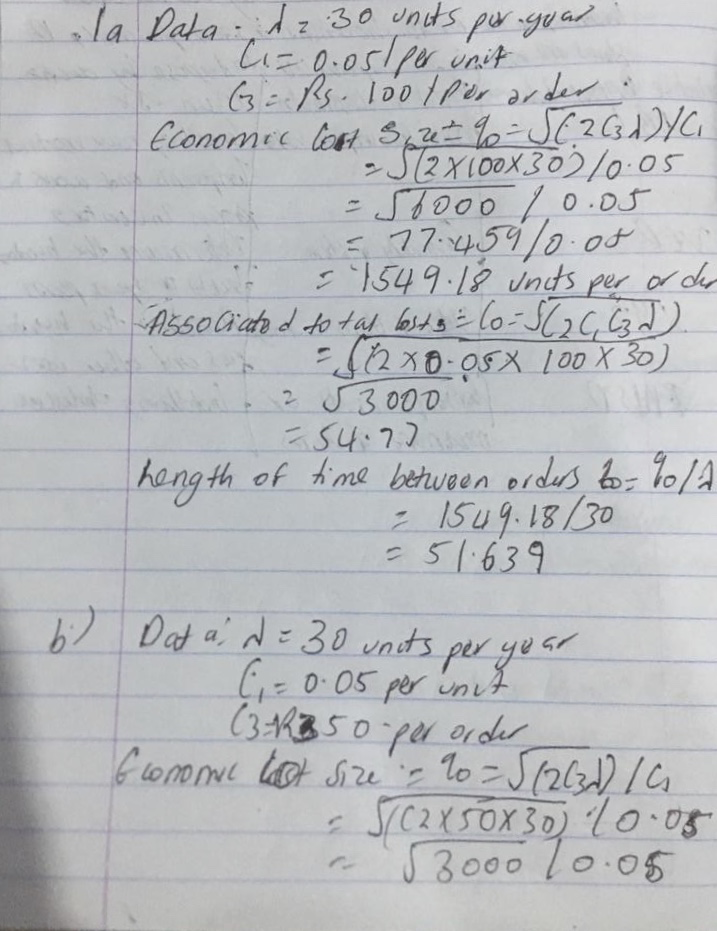 1a Data - λ = 30 units per year
C₁ = 0.05/per unit
C₃ = Rs. 100 / Per order
Economic Lost Size = q₀ = √(2C₃λ)/C₁
= √(2×100×30)/0.05
= √6000 / 0.05
= 77.459/0.05
= 1549.18 units per order
Associated total costs = C₀ = √(2C₁C₃λ)
= √(2×0.05×100×30)
= √3000
= 54.77
Length of time between orders t₀ = q₀/λ
= 1549.18/30
= 51.639
b) Data: λ = 30 units per year
C₁ = 0.05 per unit
C₃ = Rs 50 per order
Economic Lost size = q₀ = √(2C₃λ)/C₁
= √((2×50×30)/0.05
= √3000 / 0.05